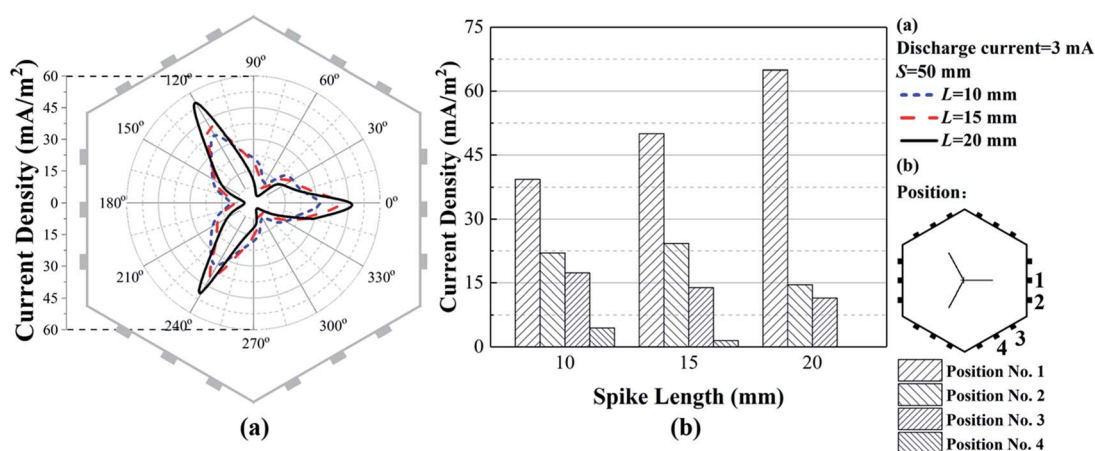 Current Density (mA/m²)
60
45
30
15
0
15
30
45
60
90°
120°
60°
150°
30°
180°
0°
210°
330°
240°
300°
270°
(a)
Current Density (mA/m²)
75
60
45
30
15
0
10
15
20
Spike Length (mm)
(b)
(a)
Discharge current=3 mA
S=50 mm
L=10 mm
L=15 mm
L=20 mm
(b)
Position:
1
2
3
4
Position No. 1
Position No. 2
Position No. 3
Position No. 4